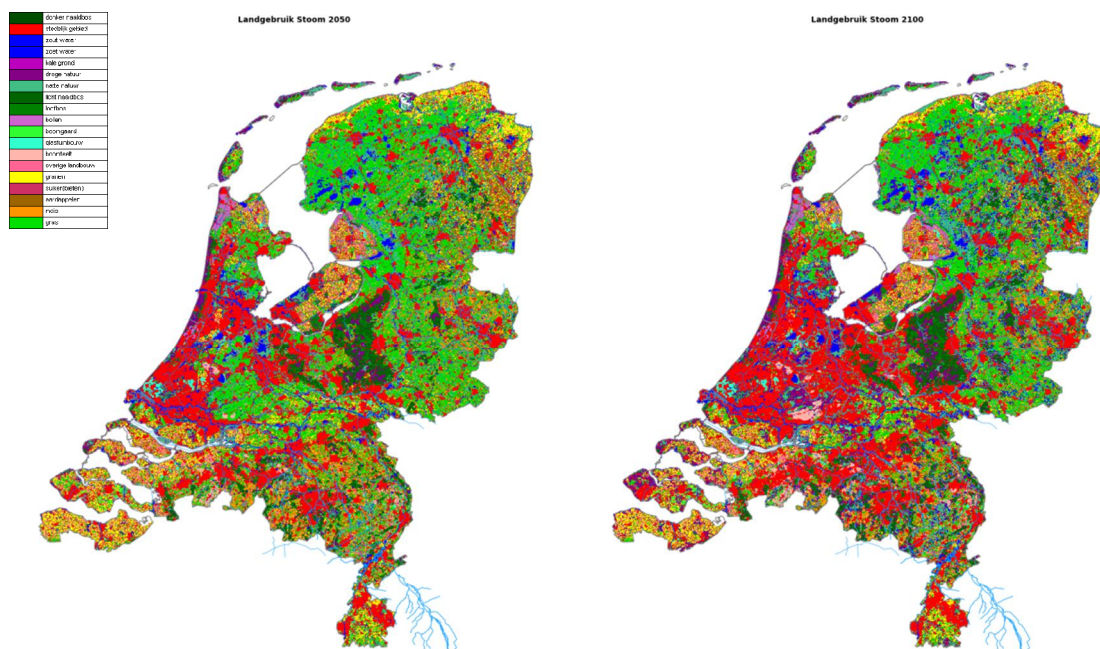 Landgebruik Stoom 2050
Landgebruik Stoom 2100
donker naaldbos
stedelijk gebied
zout water
zoet water
kale grond
droge natuur
natte natuur
licht naaldbos
loofbos
bollen
boomgaard
glastuinbouw
boomteelt
overige landbouw
granen
suikerbieten
aardappelen
mais
gras